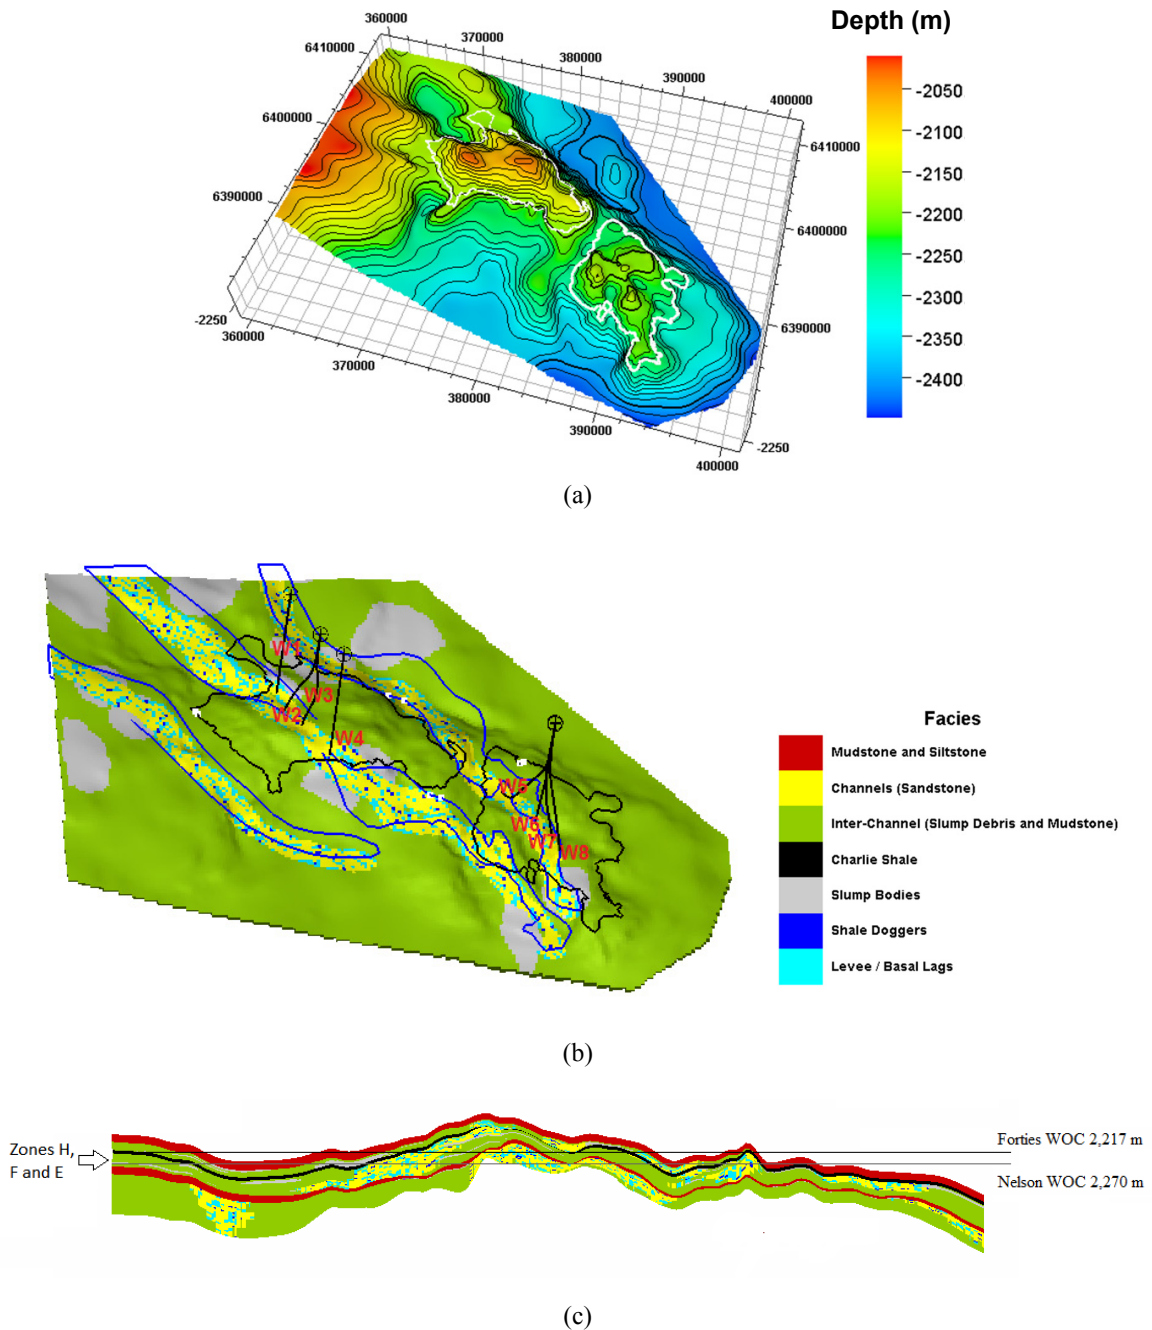 Depth (m)
360000
370000
380000
390000
400000
6410000
6400000
6390000
6410000
6400000
6390000
-2250
360000
370000
380000
390000
400000
-2250
-2050
-2100
-2150
-2200
-2250
-2300
-2350
-2400
(a)
W1
W3
W2
W4
W5
W6
W7
W8
Facies
Mudstone and Siltstone
Channels (Sandstone)
Inter-Channel (Slump Debris and Mudstone)
Charlie Shale
Slump Bodies
Shale Doggers
Levee / Basal Lags
(b)
Zones H,
F and E
Forties WOC 2,217 m
Nelson WOC 2,270 m
(c)